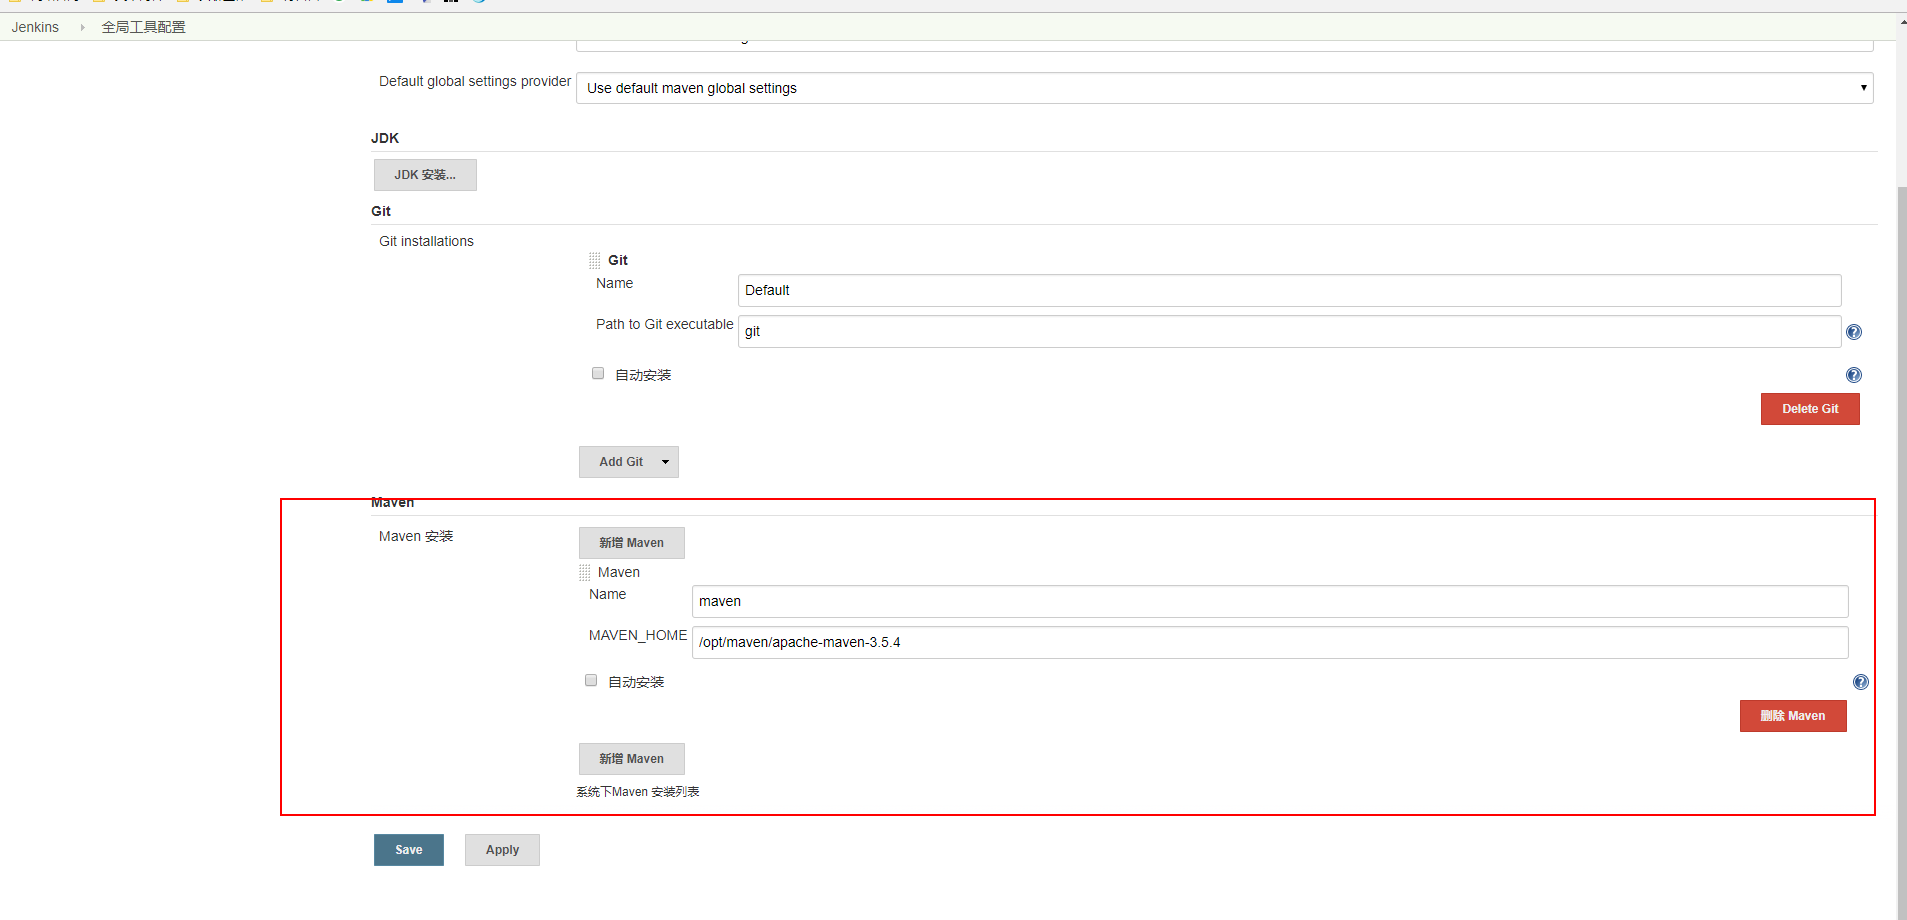 Jenkins 全局工具配置
Default global settings provider
Use default maven global settings
JDK
JDK 安装...
Git
Git installations
Git
Name
Default
Path to Git executable
git
自动安装
Delete Git
Add Git
Maven
Maven 安装
新增 Maven
Maven
Name
maven
MAVEN_HOME
/opt/maven/apache-maven-3.5.4
自动安装
删除 Maven
新增 Maven
系统下Maven 安装列表
Save
Apply